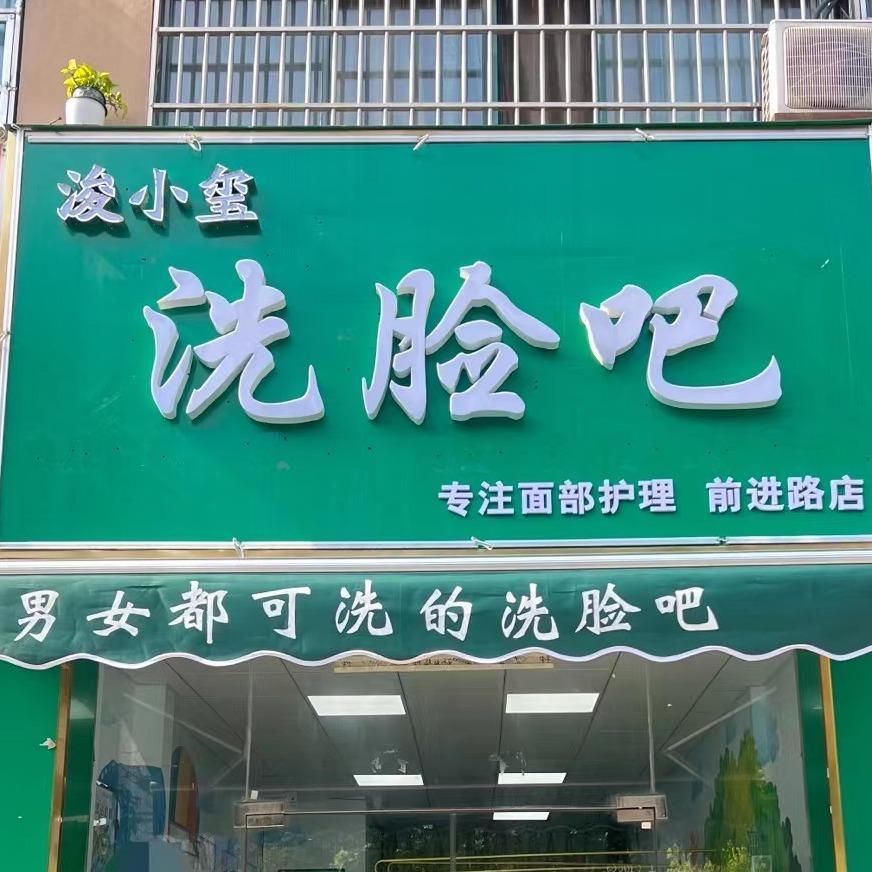 浚小玺
洗脸吧
专注面部护理 前进路店
男女都可洗的洗脸吧